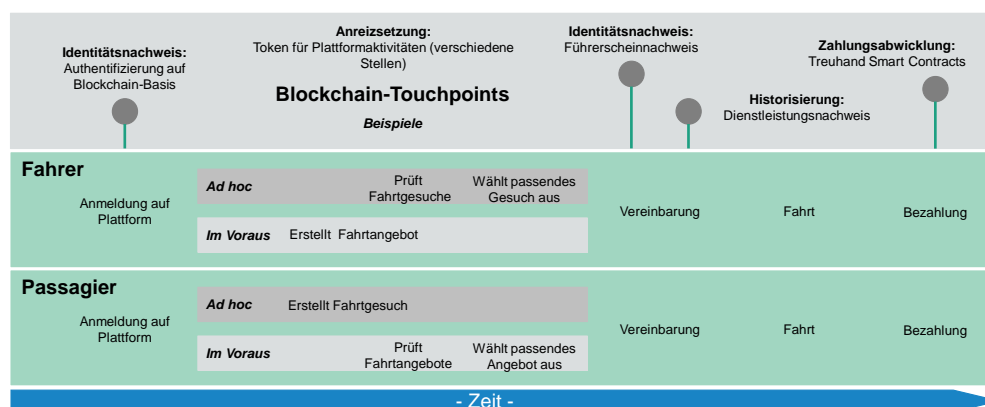 Identitätsnachweis:
Authentifizierung auf
Blockchain-Basis
Anreizsetzung:
Token für Plattformaktivitäten (verschiedene
Stellen)
Blockchain-Touchpoints
Beispiele
Identitätsnachweis:
Führerscheinnachweis
Historisierung:
Dienstleistungsnachweis
Zahlungsabwicklung:
Treuhand Smart Contracts
Fahrer
Anmeldung auf
Plattform
Ad hoc
Prüft
Fahrtgesuche
Wählt passendes
Gesuch aus
Im Voraus
Erstellt Fahrtangebot
Vereinbarung
Fahrt
Bezahlung
Passagier
Anmeldung auf
Plattform
Ad hoc
Erstellt Fahrtgesuch
Im Voraus
Prüft
Fahrtangebote
Wählt passendes
Angebot aus
Vereinbarung
Fahrt
Bezahlung
- Zeit -